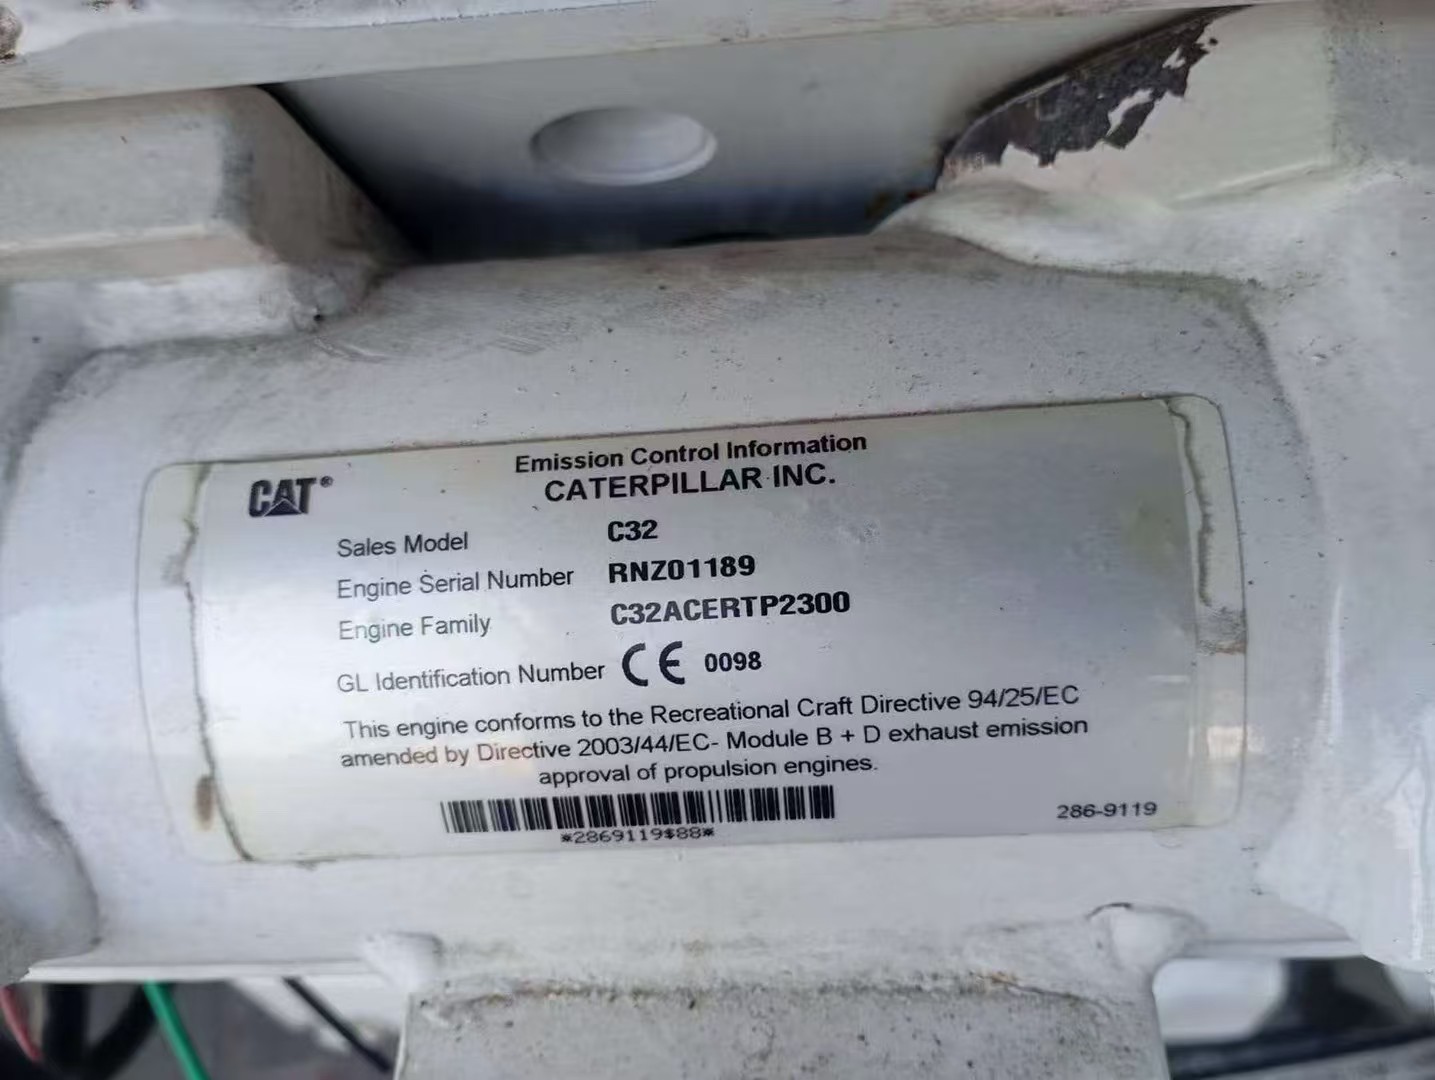 Emission Control Information
CAT® CATERPILLAR INC.
Sales Model C32
Engine Serial Number RNZ01189
Engine Family C32ACERTP2300
GL Identification Number CE 0098
This engine conforms to the Recreational Craft Directive 94/25/EC
amended by Directive 2003/44/EC- Module B + D exhaust emission
approval of propulsion engines.
*2869119$88*
286-9119